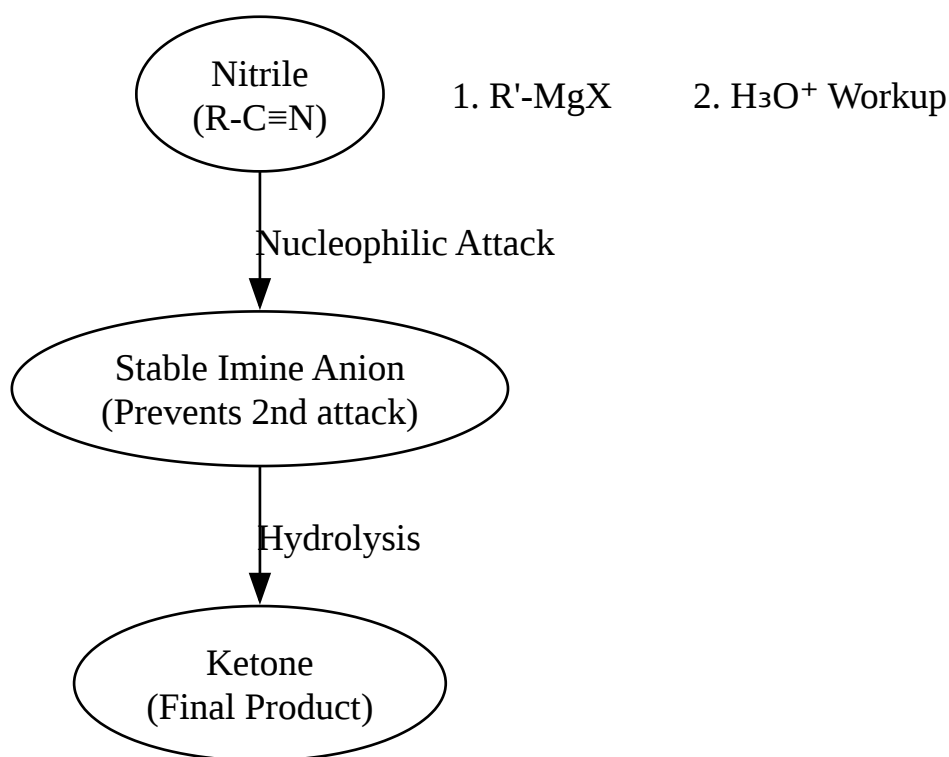 Nitrile
(R-C≡N)
1. R'-MgX
2. H₃O⁺ Workup
Nucleophilic Attack
Stable Imine Anion
(Prevents 2nd attack)
Hydrolysis
Ketone
(Final Product)